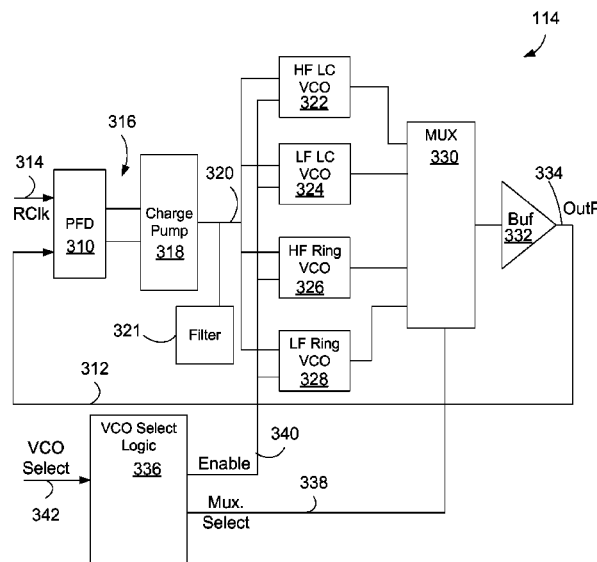 114
HF LC
VCO
322
316
MUX
330
314
320
LF LC
VCO
324
334
RClk
PFD
310
Charge
Pump
318
Buf
332
OutP
HF Ring
VCO
326
321
Filter
312
LF Ring
VCO
328
VCO Select
Logic
336
340
VCO
Select
342
Enable
338
Mux.
Select